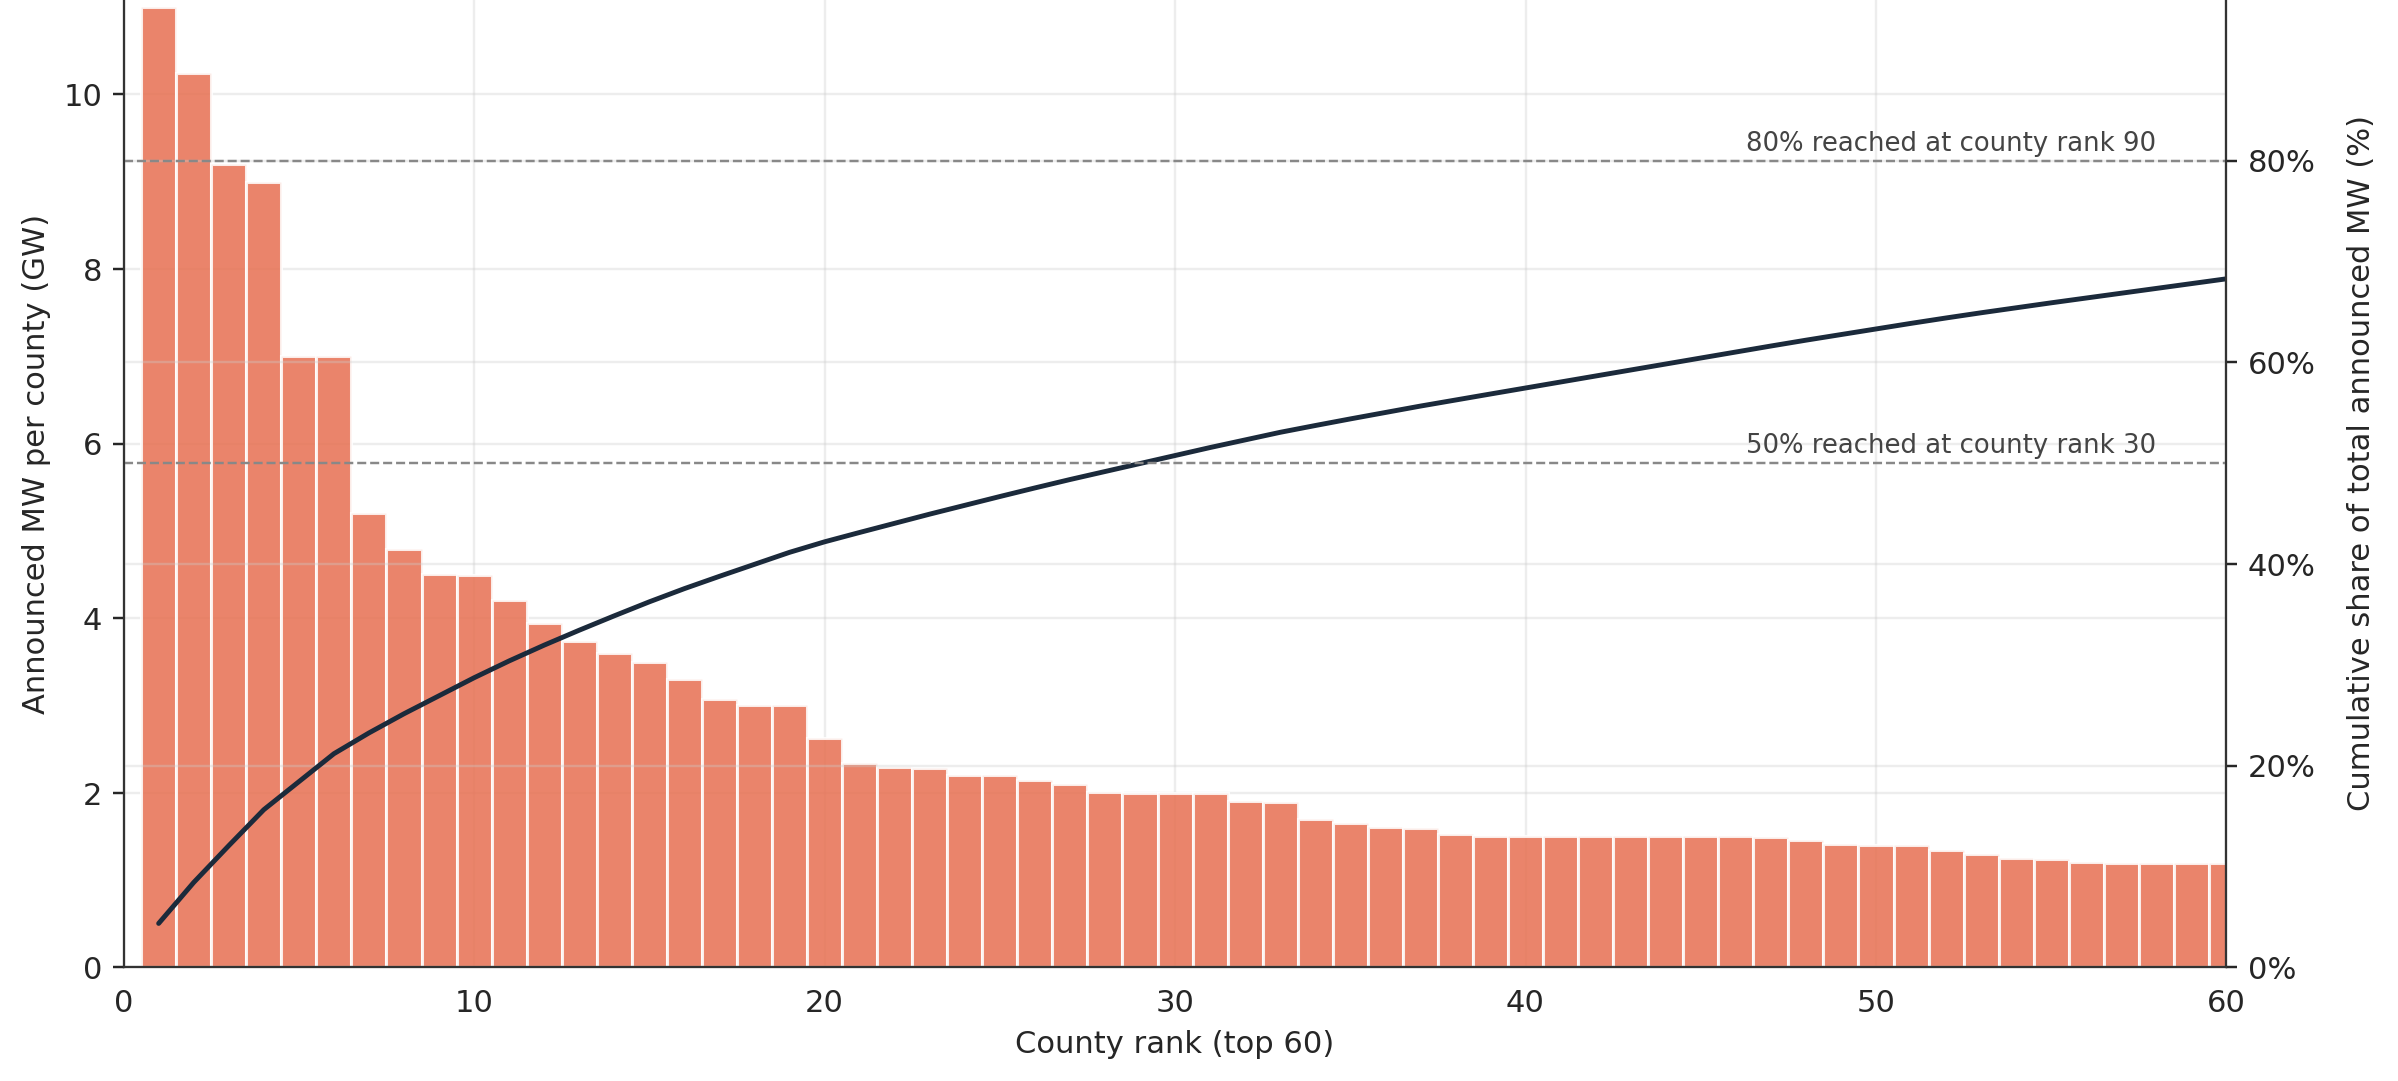 10
8
6
4
2
0
Announced MW per county (GW)
80% reached at county rank 90
50% reached at county rank 30
80%
60%
40%
20%
0%
Cumulative share of total announced MW (%)
0 10 20 30 40 50 60
County rank (top 60)